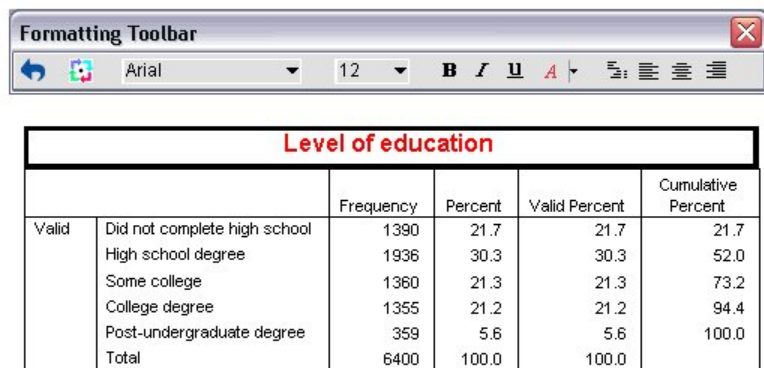 Formatting Toolbar
Arial 12 B I U A
Level of education
Frequency Percent Valid Percent Cumulative Percent
Valid Did not complete high school 1390 21.7 21.7 21.7
High school degree 1936 30.3 30.3 52.0
Some college 1360 21.3 21.3 73.2
College degree 1355 21.2 21.2 94.4
Post-undergraduate degree 359 5.6 5.6 100.0
Total 6400 100.0 100.0